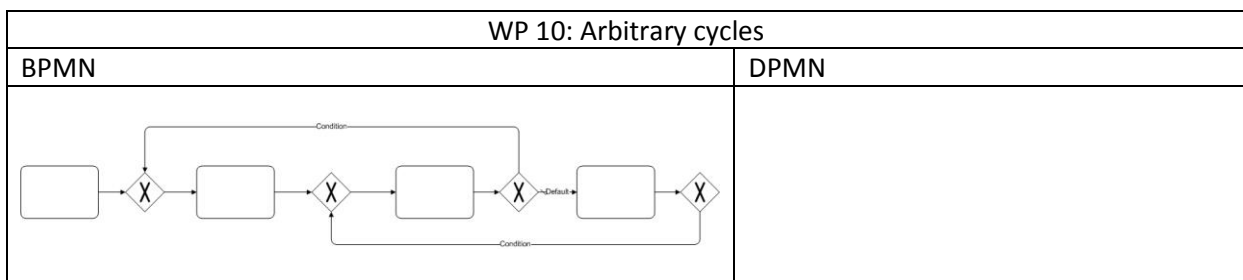 WP 10: Arbitrary cycles
BPMN
DPMN
Condition
X
X
X
Default
X
Condition